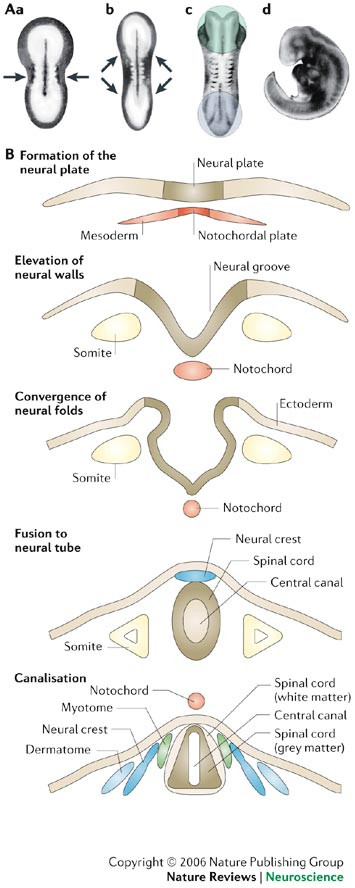 Aa b c d
B Formation of the
neural plate
Neural plate
Mesoderm Notochordal plate
Elevation of
neural walls
Neural groove
Somite
Notochord
Convergence of
neural folds
Ectoderm
Somite
Notochord
Fusion to
neural tube
Neural crest
Spinal cord
Central canal
Somite
Canalisation
Notochord
Myotome
Neural crest
Dermatome
Spinal cord
(white matter)
Central canal
Spinal cord
(grey matter)
Copyright © 2006 Nature Publishing Group
Nature Reviews | Neuroscience